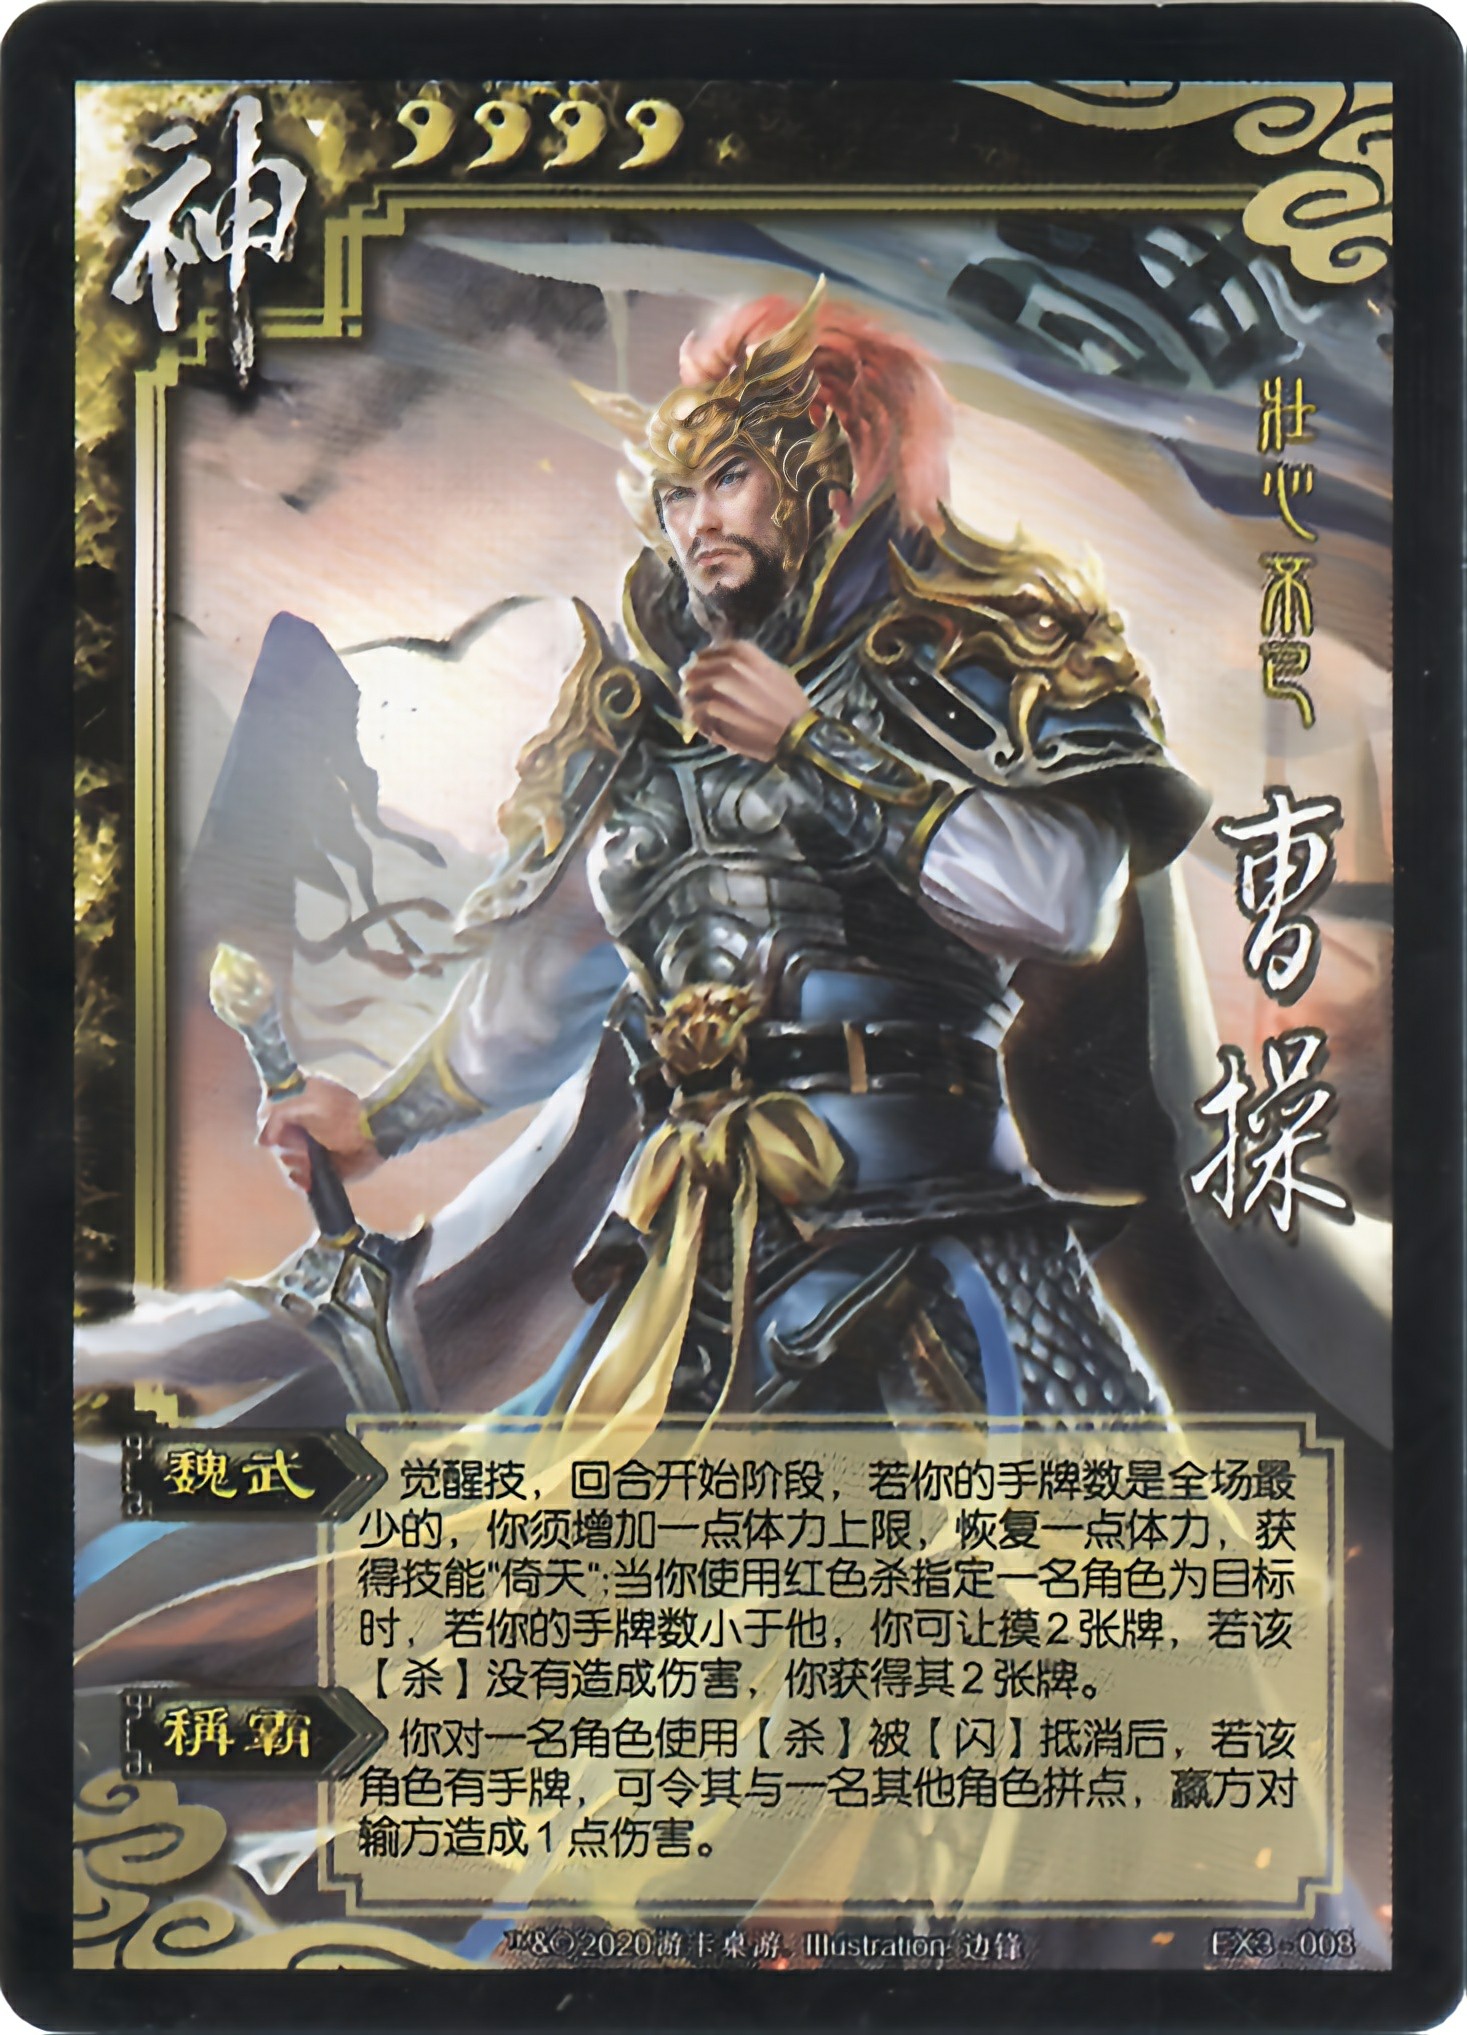 神
壯心不已
曹操
魏武
觉醒技，回合开始阶段，若你的手牌数是全场最
少的，你须增加一点体力上限，恢复一点体力，获
得技能"倚天";当你使用红色杀指定一名角色为目标
时，若你的手牌数小于他，你可让摸2张牌，若该
【杀】没有造成伤害，你获得其2张牌。
稱霸
你对一名角色使用【杀】被【闪】抵消后，若该
角色有手牌，可令其与一名其他角色拼点，赢方对
输方造成1点伤害。
™&©2020游卡桌游. Illustration 边锋
EX3-008